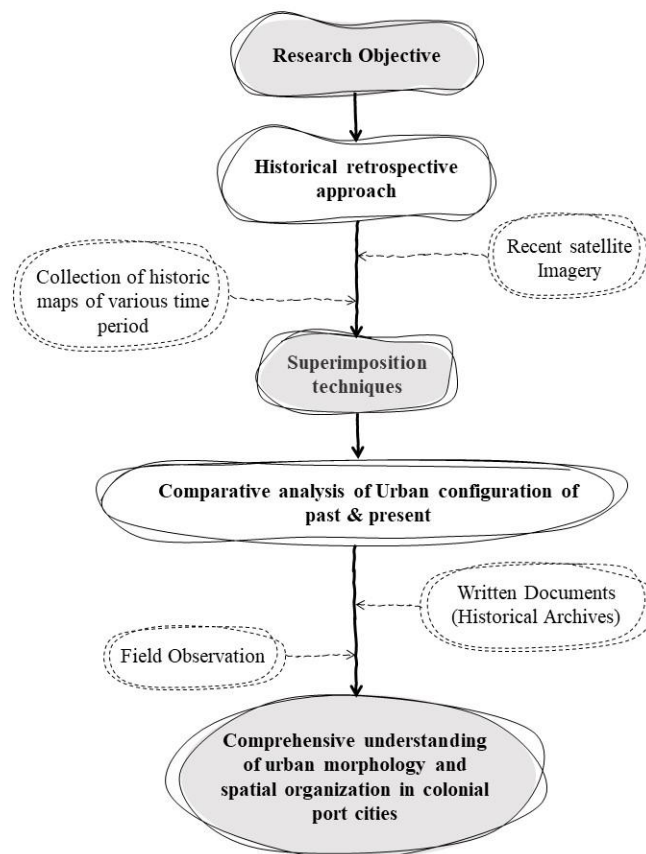 Research Objective
Historical retrospective
approach
Recent satellite
Imagery
Collection of historic
maps of various time
period
Superimposition
techniques
Comparative analysis of Urban configuration of
past & present
Written Documents
(Historical Archives)
Field Observation
Comprehensive understanding
of urban morphology and
spatial organization in colonial
port cities